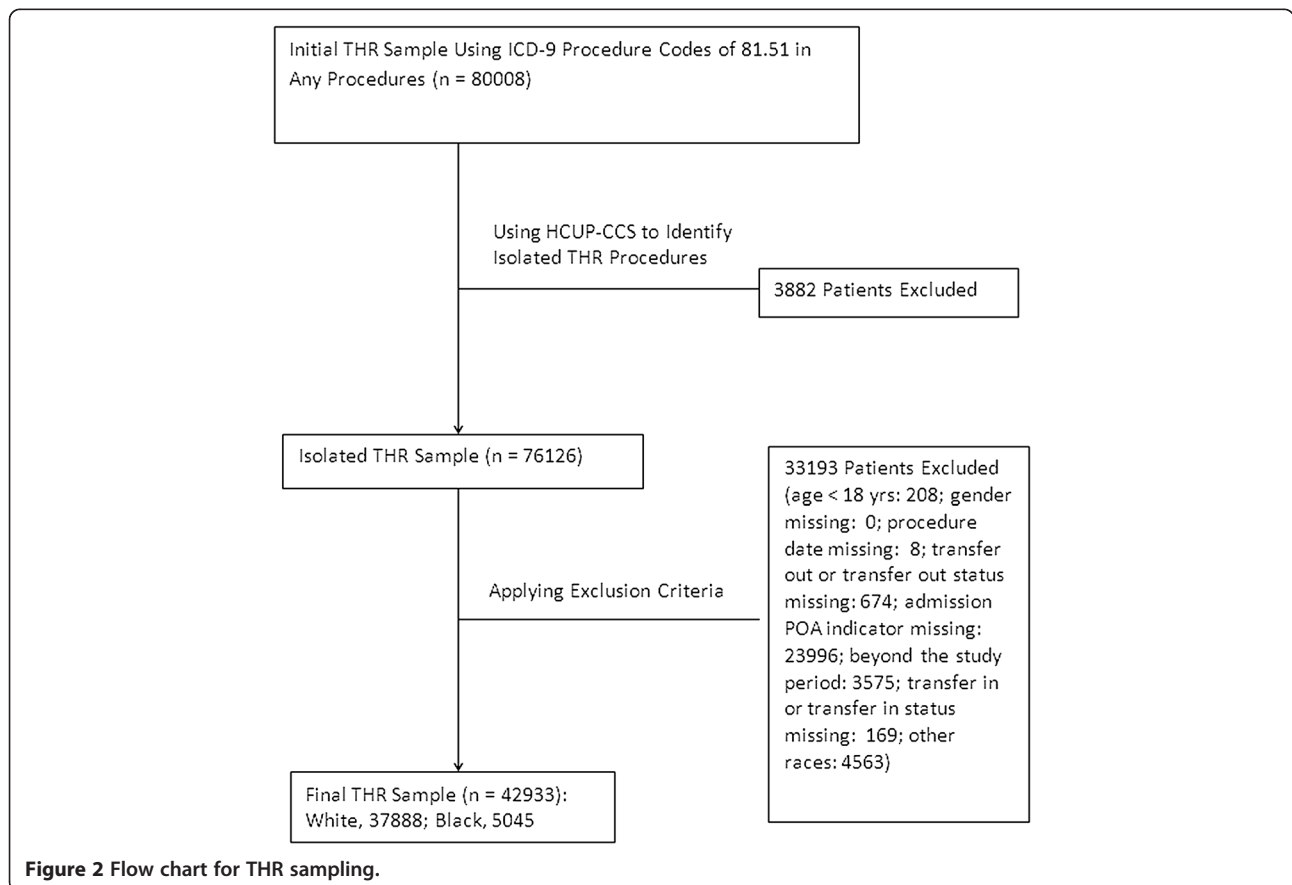 Initial THR Sample Using ICD-9 Procedure Codes of 81.51 in
Any Procedures (n = 80008)
Using HCUP-CCS to Identify
Isolated THR Procedures
3882 Patients Excluded
Isolated THR Sample (n = 76126)
33193 Patients Excluded
(age < 18 yrs: 208; gender
missing: 0; procedure
date missing: 8; transfer
out or transfer out status
missing: 674; admission
POA indicator missing:
23996; beyond the study
period: 3575; transfer in
or transfer in status
missing: 169; other
races: 4563)
Applying Exclusion Criteria
Final THR Sample (n = 42933):
White, 37888; Black, 5045
Figure 2 Flow chart for THR sampling.